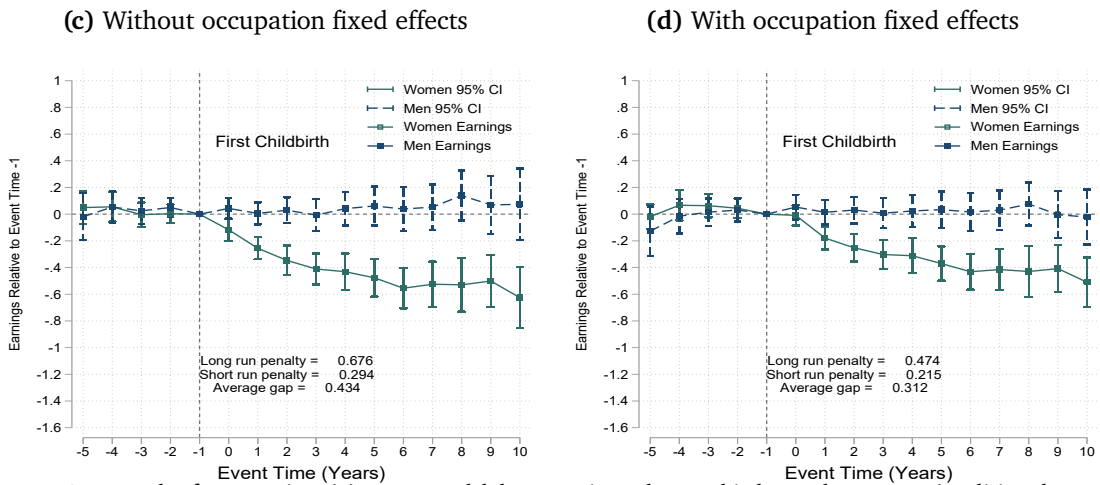 (c) Without occupation fixed effects
1
.8
.6
.4
.2
0
-.2
-.4
-.6
-.8
-1
-1.2
-1.4
-1.6
Earnings Relative to Event Time -1
Women 95% CI
Men 95% CI
Women Earnings
Men Earnings
First Childbirth
Long run penalty = 0.676
Short run penalty = 0.294
Average gap = 0.434
-5 -4 -3 -2 -1 0 1 2 3 4 5 6 7 8 9 10
Event Time (Years)
(d) With occupation fixed effects
1
.8
.6
.4
.2
0
-.2
-.4
-.6
-.8
-1
-1.2
-1.4
-1.6
Earnings Relative to Event Time -1
Women 95% CI
Men 95% CI
Women Earnings
Men Earnings
First Childbirth
Long run penalty = 0.474
Short run penalty = 0.215
Average gap = 0.312
-5 -4 -3 -2 -1 0 1 2 3 4 5 6 7 8 9 10
Event Time (Years)